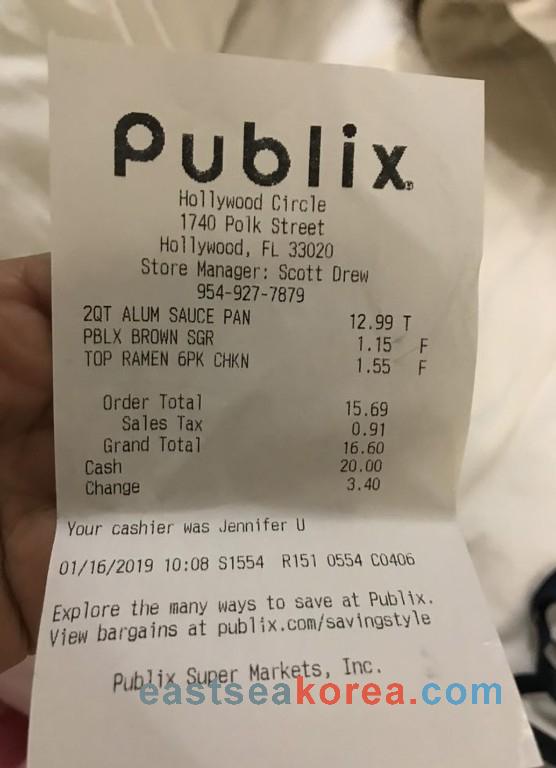 Publix
Hollywood Circle
1740 Polk Street
Hollywood, FL 33020
Store Manager: Scott Drew
954-927-7879
2QT ALUM SAUCE PAN 12.99 T
PBLX BROWN SGR 1.15 F
TOP RAMEN 6PK CHKN 1.55 F
Order Total 15.69
Sales Tax 0.91
Grand Total 16.60
Cash 20.00
Change 3.40
Your cashier was Jennifer U
01/16/2019 10:08 S1554 R151 0554 C0406
Explore the many ways to save at Publix.
View bargains at publix.com/savingstyle
Publix Super Markets, Inc.
eastseakorea.com